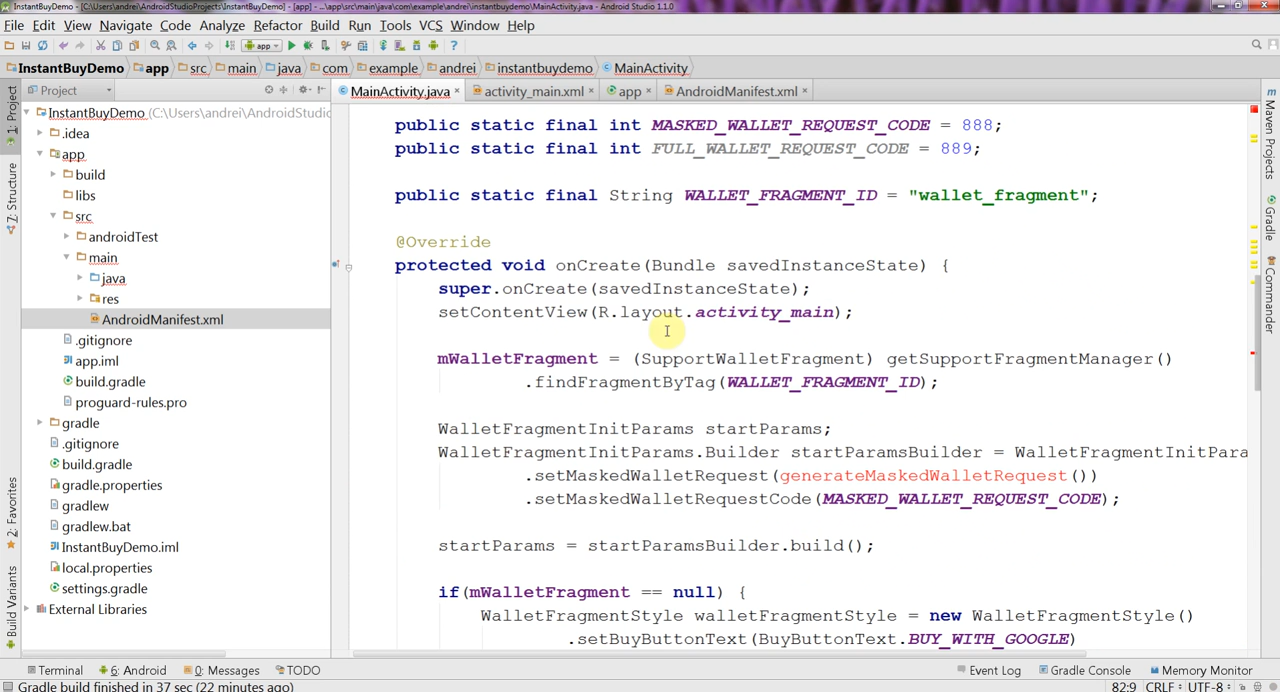 InstantBuyDemo - [C:\Users\andrei\AndroidStudioProjects\InstantBuyDemo] - [app] - ...\app\src\main\java\com\example\andrei\instantbuydemo\MainActivity.java - Android Studio 1.1.0
File Edit View Navigate Code Analyze Refactor Build Run Tools VCS Window Help
app
InstantBuyDemo app src main java com example andrei instantbuydemo MainActivity
Project
MainActivity.java × activity_main.xml × app × AndroidManifest.xml ×
1: Project
7: Structure
2: Favorites
Build Variants
InstantBuyDemo (C:\Users\andrei\AndroidStudio
.idea
app
build
libs
src
androidTest
main
java
res
AndroidManifest.xml
.gitignore
app.iml
build.gradle
proguard-rules.pro
gradle
.gitignore
build.gradle
gradle.properties
gradlew
gradlew.bat
InstantBuyDemo.iml
local.properties
settings.gradle
External Libraries
public static final int MASKED_WALLET_REQUEST_CODE = 888;
public static final int FULL_WALLET_REQUEST_CODE = 889;
public static final String WALLET_FRAGMENT_ID = "wallet_fragment";
@Override
protected void onCreate(Bundle savedInstanceState) {
super.onCreate(savedInstanceState);
setContentView(R.layout.activity_main);
mWalletFragment = (SupportWalletFragment) getSupportFragmentManager()
.findFragmentByTag(WALLET_FRAGMENT_ID);
WalletFragmentInitParams startParams;
WalletFragmentInitParams.Builder startParamsBuilder = WalletFragmentInitPara
.setMaskedWalletRequest(generateMaskedWalletRequest())
.setMaskedWalletRequestCode(MASKED_WALLET_REQUEST_CODE);
startParams = startParamsBuilder.build();
if(mWalletFragment == null) {
WalletFragmentStyle walletFragmentStyle = new WalletFragmentStyle()
.setBuyButtonText(BuyButtonText.BUY_WITH_GOOGLE)
m Maven Projects
Gradle
Commander
Terminal 6: Android 0: Messages TODO Event Log Gradle Console Memory Monitor
Gradle build finished in 37 sec (22 minutes ago) 82:9 CRLF÷ UTF-8÷